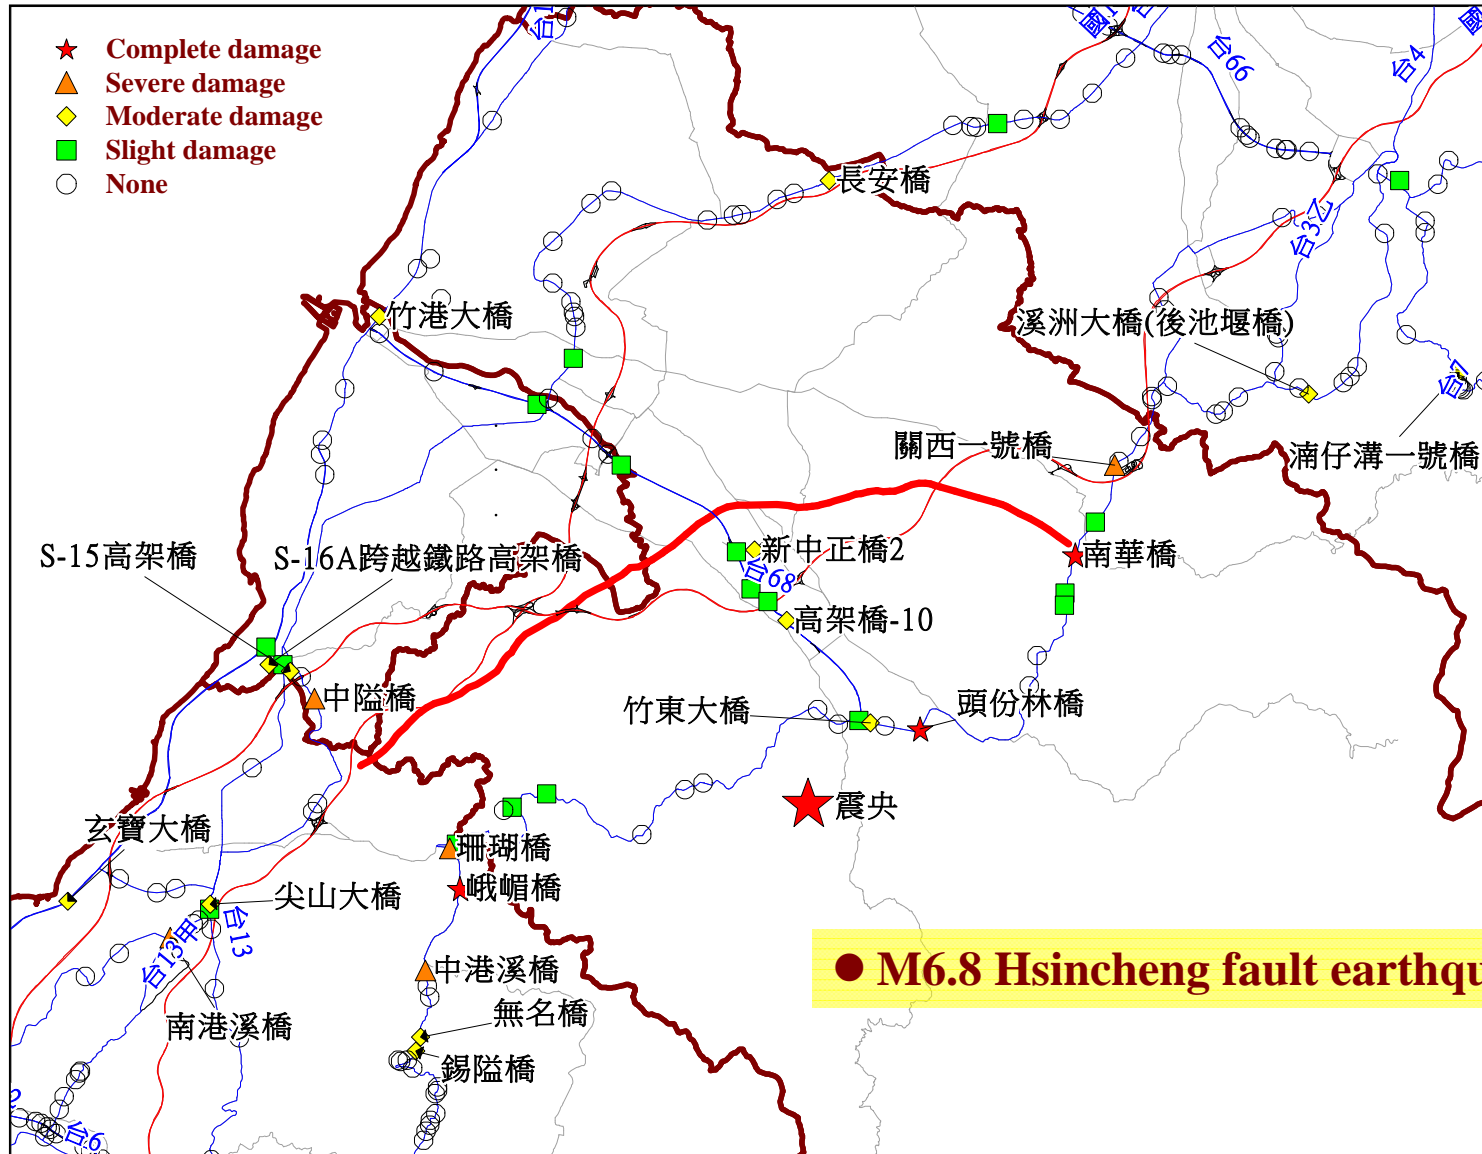 Complete damage
Severe damage
Moderate damage
Slight damage
None
台66
台4
長安橋
台3乙
竹港大橋
溪洲大橋(後池堰橋)
台7
關西一號橋
湳仔溝一號橋
S-15高架橋
S-16A跨越鐵路高架橋
新中正橋2
南華橋
台68
高架橋-10
中隘橋
竹東大橋
頭份林橋
震央
玄寶大橋
珊瑚橋
峨嵋橋
尖山大橋
台13甲
台13
中港溪橋
● M6.8 Hsincheng fault earthqu
無名橋
南港溪橋
錫隘橋
台6